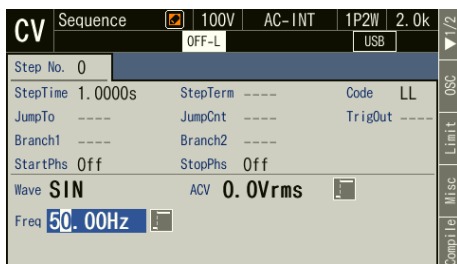 CV Sequence 100V AC-INT 1P2W 2.0k
OFF-L USB
▼1/2
Step No. 0
StepTime 1.0000s StepTerm ---- Code LL
JumpTo ---- JumpCnt ---- TrigOut ----
Branch1 ---- Branch2 ----
StartPhs Off StopPhs Off
Wave SIN ACV 0.0Vrms
Freq 50.00Hz
OSC
Limit
Misc
Compile